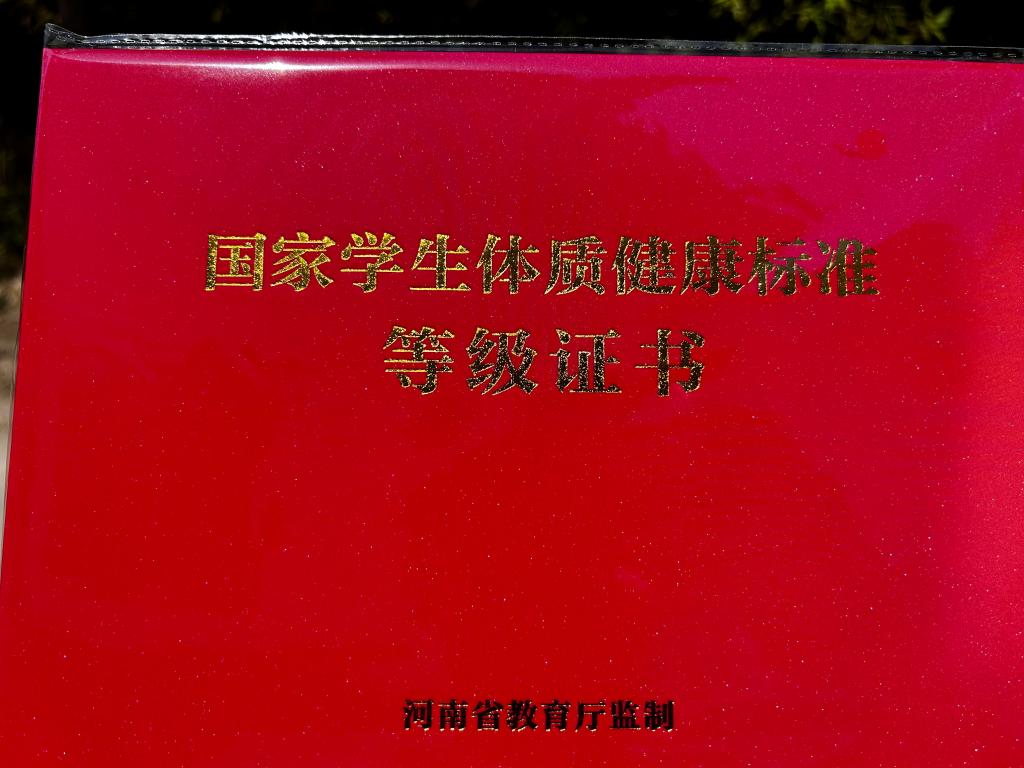 国家学生体质健康标准
等级证书
河南省教育厅监制